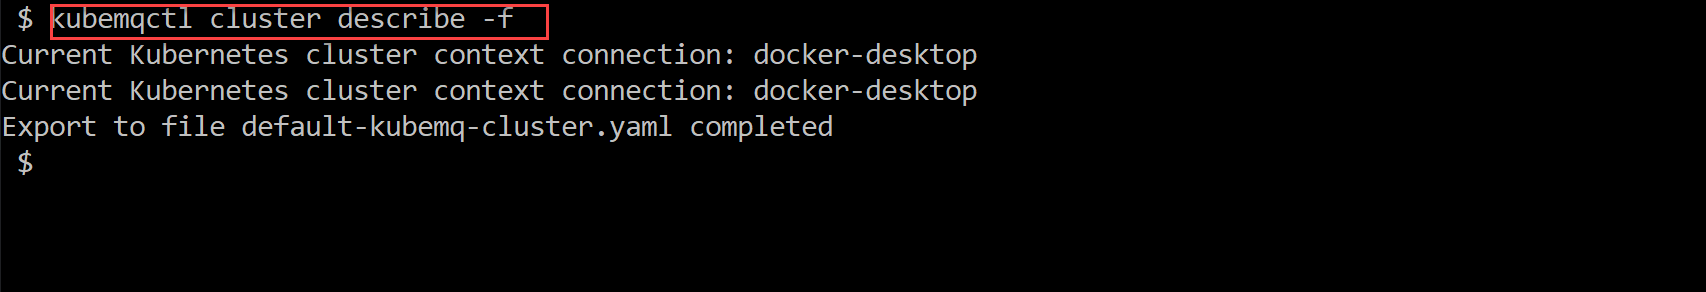 $ kubemqctl cluster describe -f
Current Kubernetes cluster context connection: docker-desktop
Current Kubernetes cluster context connection: docker-desktop
Export to file default-kubemq-cluster.yaml completed
$